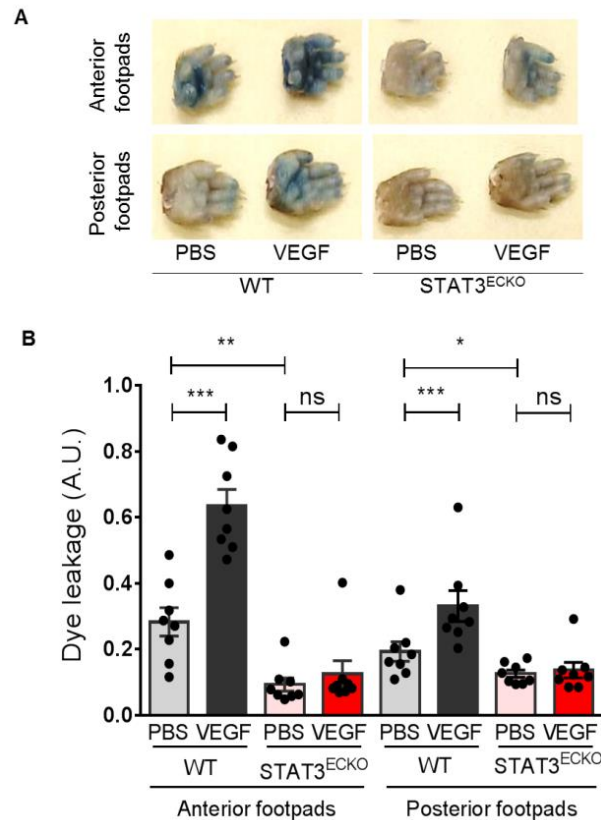 A
Anterior footpads
Posterior footpads
PBS VEGF PBS VEGF
WT STAT3ECKO
B
** *
*** ns *** ns
Dye leakage (A.U.)
1.0
0.8
0.6
0.4
0.2
0.0
PBS VEGF PBS VEGF PBS VEGF PBS VEGF
WT STAT3ECKO WT STAT3ECKO
Anterior footpads Posterior footpads